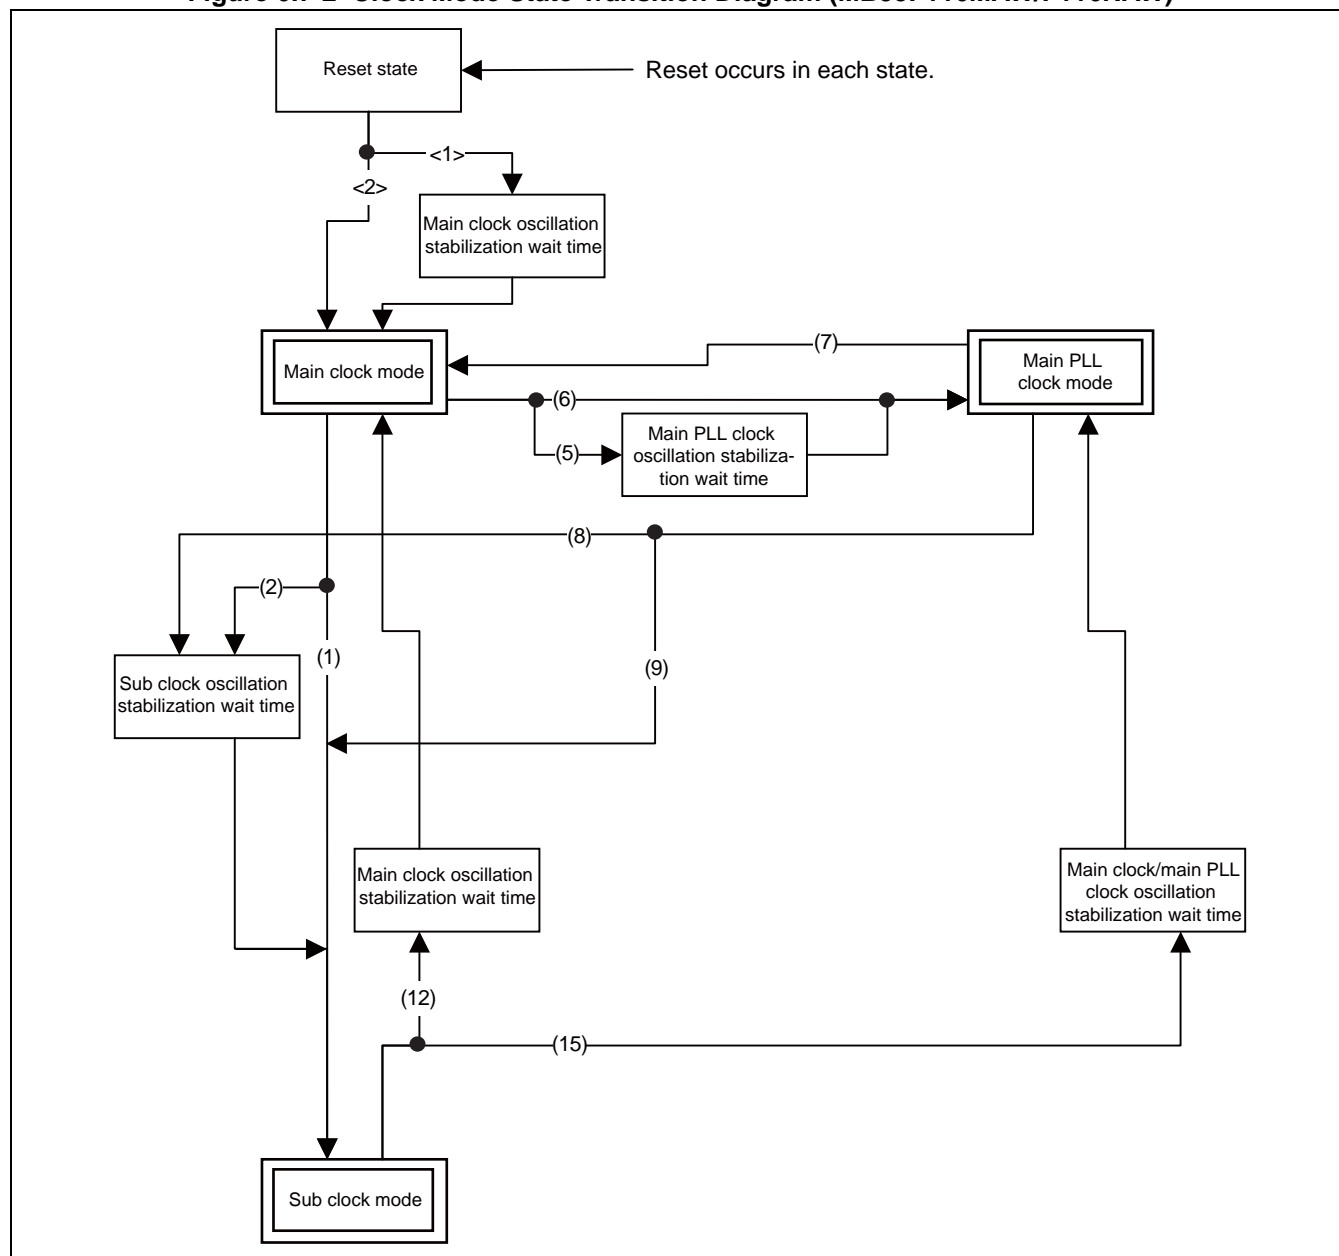 Reset state
Reset occurs in each state.
<1>
<2>
Main clock oscillation
stabilization wait time
Main clock mode
(7)
Main PLL
clock mode
(6)
(5)
Main PLL clock
oscillation stabiliza-
tion wait time
(8)
(2)
(1)
(9)
Sub clock oscillation
stabilization wait time
Main clock oscillation
stabilization wait time
Main clock/main PLL
clock oscillation
stabilization wait time
(12)
(15)
Sub clock mode